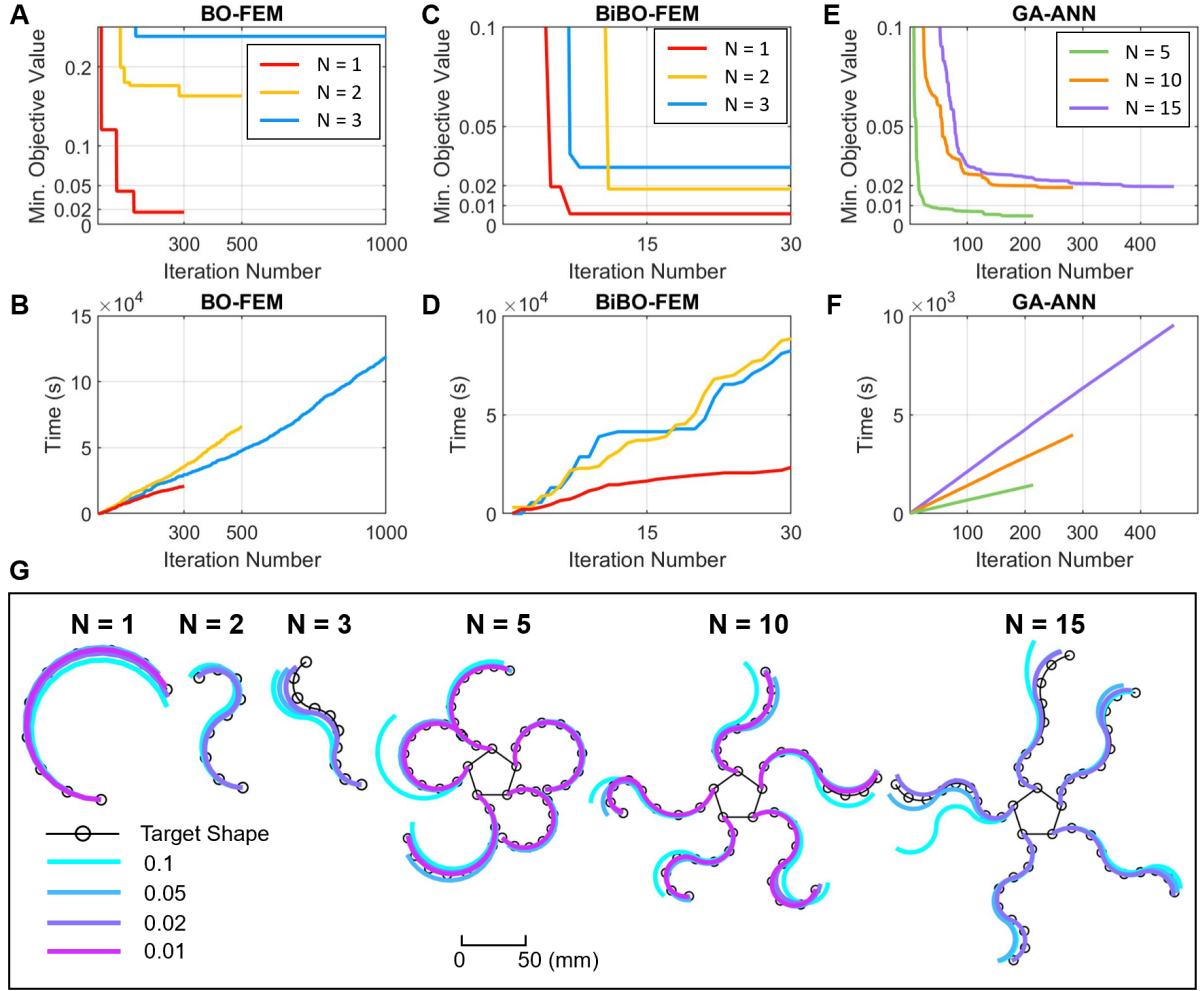 A
BO-FEM
Min. Objective Value
0.2
0.1
0.05
0.02
0
300
500
1000
Iteration Number
N = 1
N = 2
N = 3
C
BiBO-FEM
Min. Objective Value
0.1
0.05
0.02
0.01
0
15
30
Iteration Number
N = 1
N = 2
N = 3
E
GA-ANN
Min. Objective Value
0.1
0.05
0.02
0.01
0
100
200
300
400
Iteration Number
N = 5
N = 10
N = 15
B
BO-FEM
×10⁴
Time (s)
15
10
5
0
300
500
1000
Iteration Number
D
BiBO-FEM
×10⁴
Time (s)
10
5
0
15
30
Iteration Number
F
GA-ANN
×10³
Time (s)
10
5
0
100
200
300
400
Iteration Number
G
N = 1
N = 2
N = 3
N = 5
N = 10
N = 15
Target Shape
0.1
0.05
0.02
0.01
0
50 (mm)